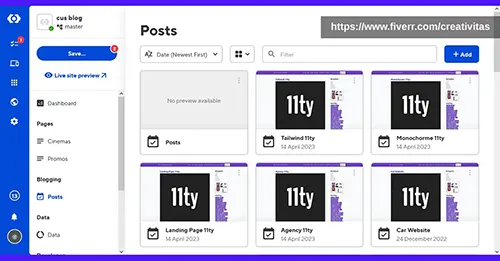 cus blog
master
Save...
2
Live site preview
Dashboard
Pages
Cinemas
Promos
Blogging
Posts
Data
Data
13
Posts
https://www.fiverr.com/creativitas
Date (Newest First)
Filter
+ Add
No preview available
Posts
11ty
Tailwind 11ty
14 April 2023
11ty
Monochorme 11ty
14 April 2023
11ty
Landing Page 11ty
14 April 2023
11ty
Agency 11ty
14 April 2023
11ty
Car Website
24 December 2022